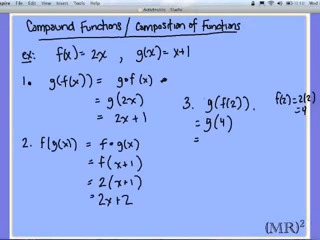 Compound Functions / Composition of Functions
ex: f(x) = 2x , g(x) = x+1
1. g(f(x)) = g∘f (x)
= g(2x)
= 2x + 1
2. f(g(x)) = f∘g(x)
= f(x+1)
= 2(x+1)
= 2x+2
3. g(f(2)).
= g(4)
=
f(2)=2(2)
=4
(MR)²